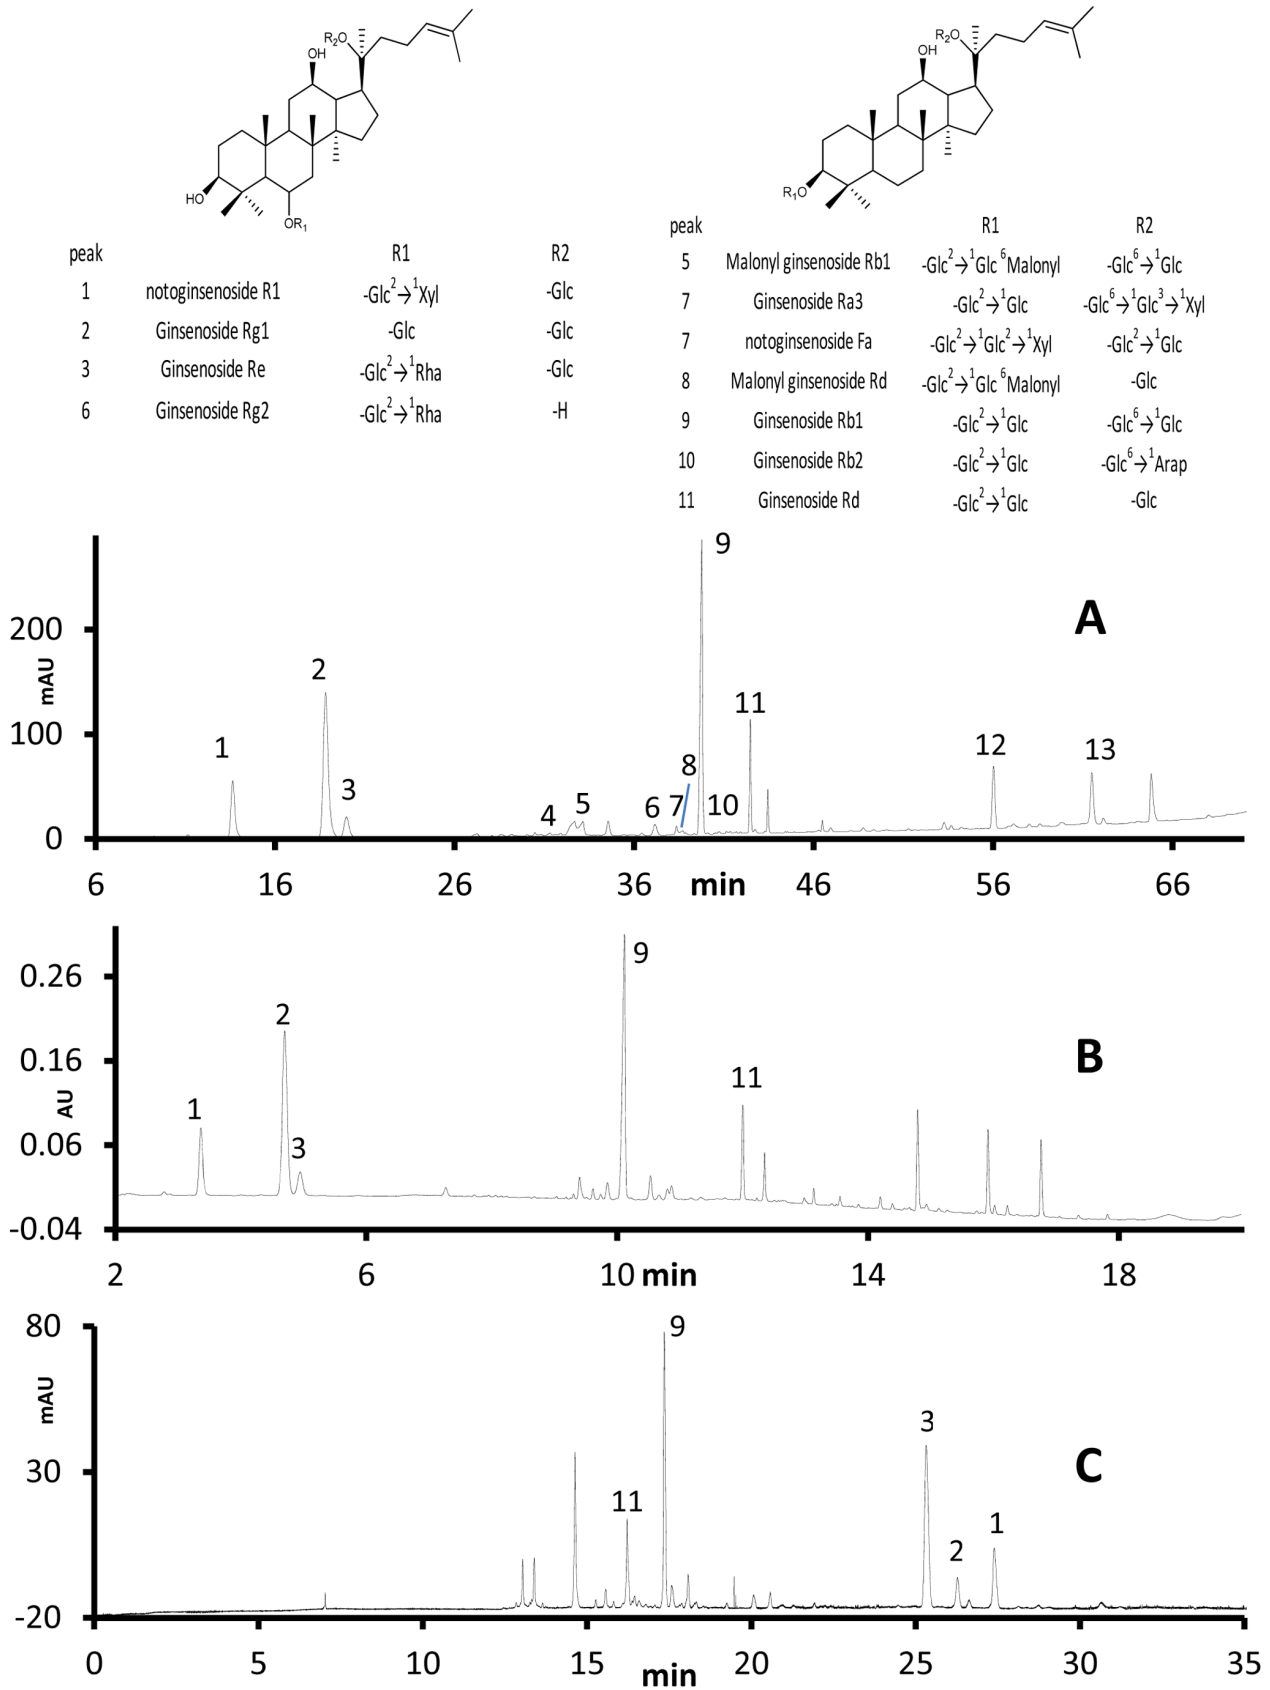 R₂O
OH
HO
OR₁
peak R1 R2
1 notoginsenoside R1 -Glc²→¹Xyl -Glc
2 Ginsenoside Rg1 -Glc -Glc
3 Ginsenoside Re -Glc²→¹Rha -Glc
6 Ginsenoside Rg2 -Glc²→¹Rha -H
R₂O
OH
R₁O
peak R1 R2
5 Malonyl ginsenoside Rb1 -Glc²→¹Glc ⁶Malonyl -Glc⁶→¹Glc
7 Ginsenoside Ra3 -Glc²→¹Glc -Glc⁶→¹Glc³→¹Xyl
7 notoginsenoside Fa -Glc²→¹Glc²→¹Xyl -Glc²→¹Glc
8 Malonyl ginsenoside Rd -Glc²→¹Glc ⁶Malonyl -Glc
9 Ginsenoside Rb1 -Glc²→¹Glc -Glc⁶→¹Glc
10 Ginsenoside Rb2 -Glc²→¹Glc -Glc⁶→¹Arap
11 Ginsenoside Rd -Glc²→¹Glc -Glc
A
mAU
200
100
0
1 2 3 4 5 6 7 8 9 10 11 12 13
6 16 26 36 min 46 56 66
B
AU
0.26
0.16
0.06
-0.04
1 2 3 9 11
2 6 10 min 14 18
C
mAU
80
30
-20
11 9 3 2 1
0 5 10 15 min 20 25 30 35